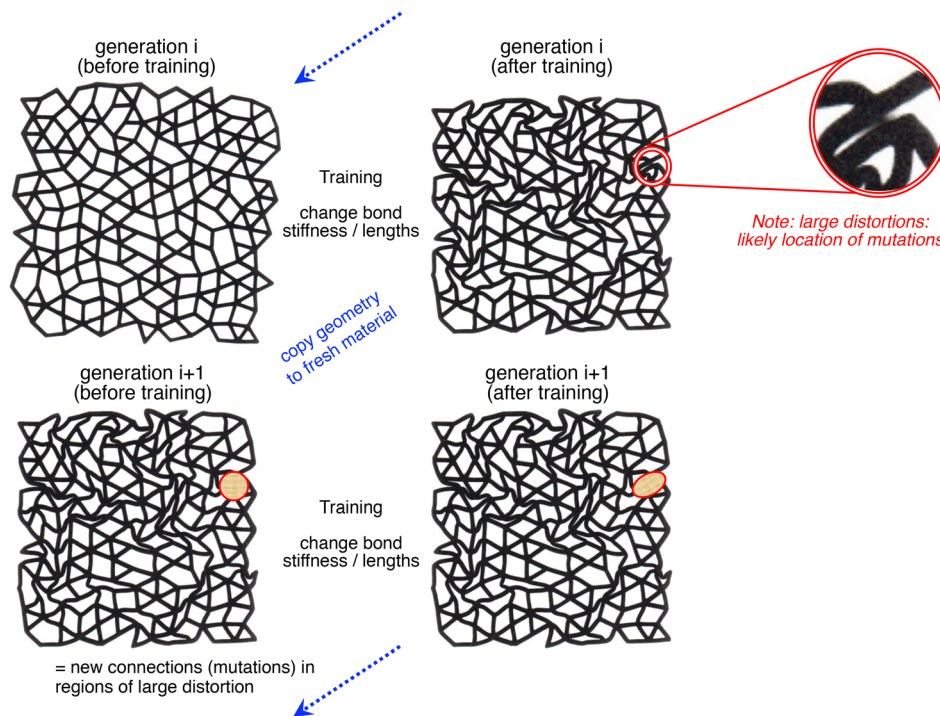 generation i
(before training)
generation i
(after training)
Training
change bond
stiffness / lengths
Note: large distortions:
likely location of mutations
copy geometry
to fresh material
generation i+1
(before training)
generation i+1
(after training)
Training
change bond
stiffness / lengths
= new connections (mutations) in
regions of large distortion